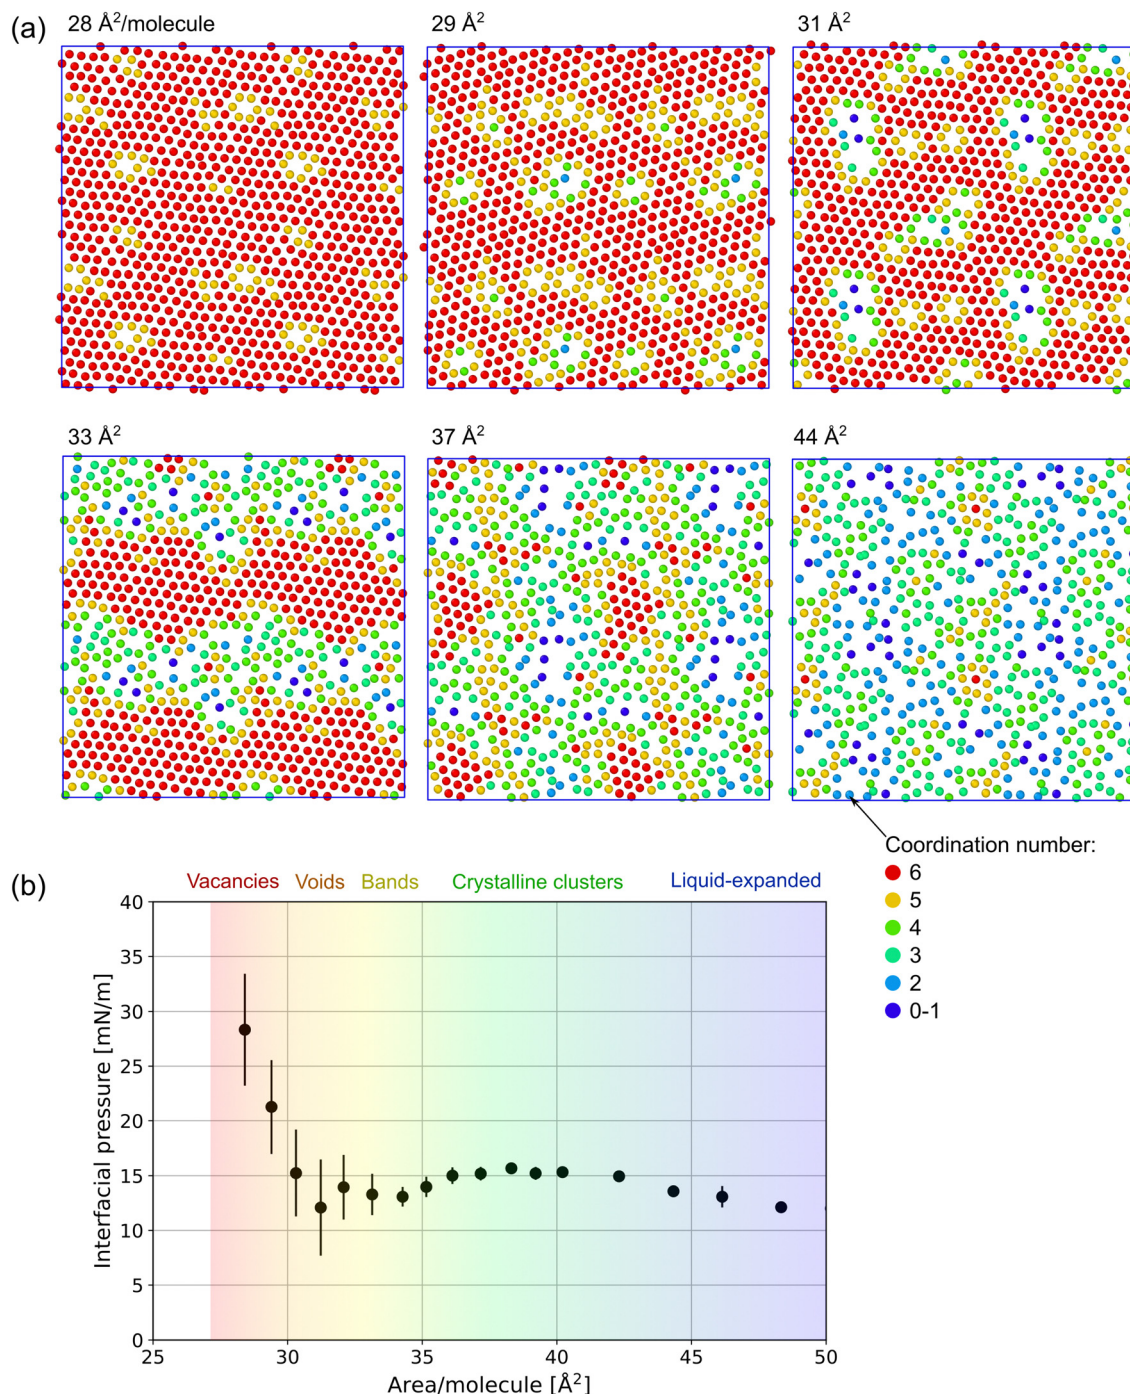 (a)
28 Å²/molecule
29 Å²
31 Å²
33 Å²
37 Å²
44 Å²
Coordination number:
6
5
4
3
2
0-1
(b)
Vacancies Voids Bands Crystalline clusters Liquid-expanded
40
35
30
25
20
15
10
5
0
Interfacial pressure [mN/m]
25 30 35 40 45 50
Area/molecule [Å²]